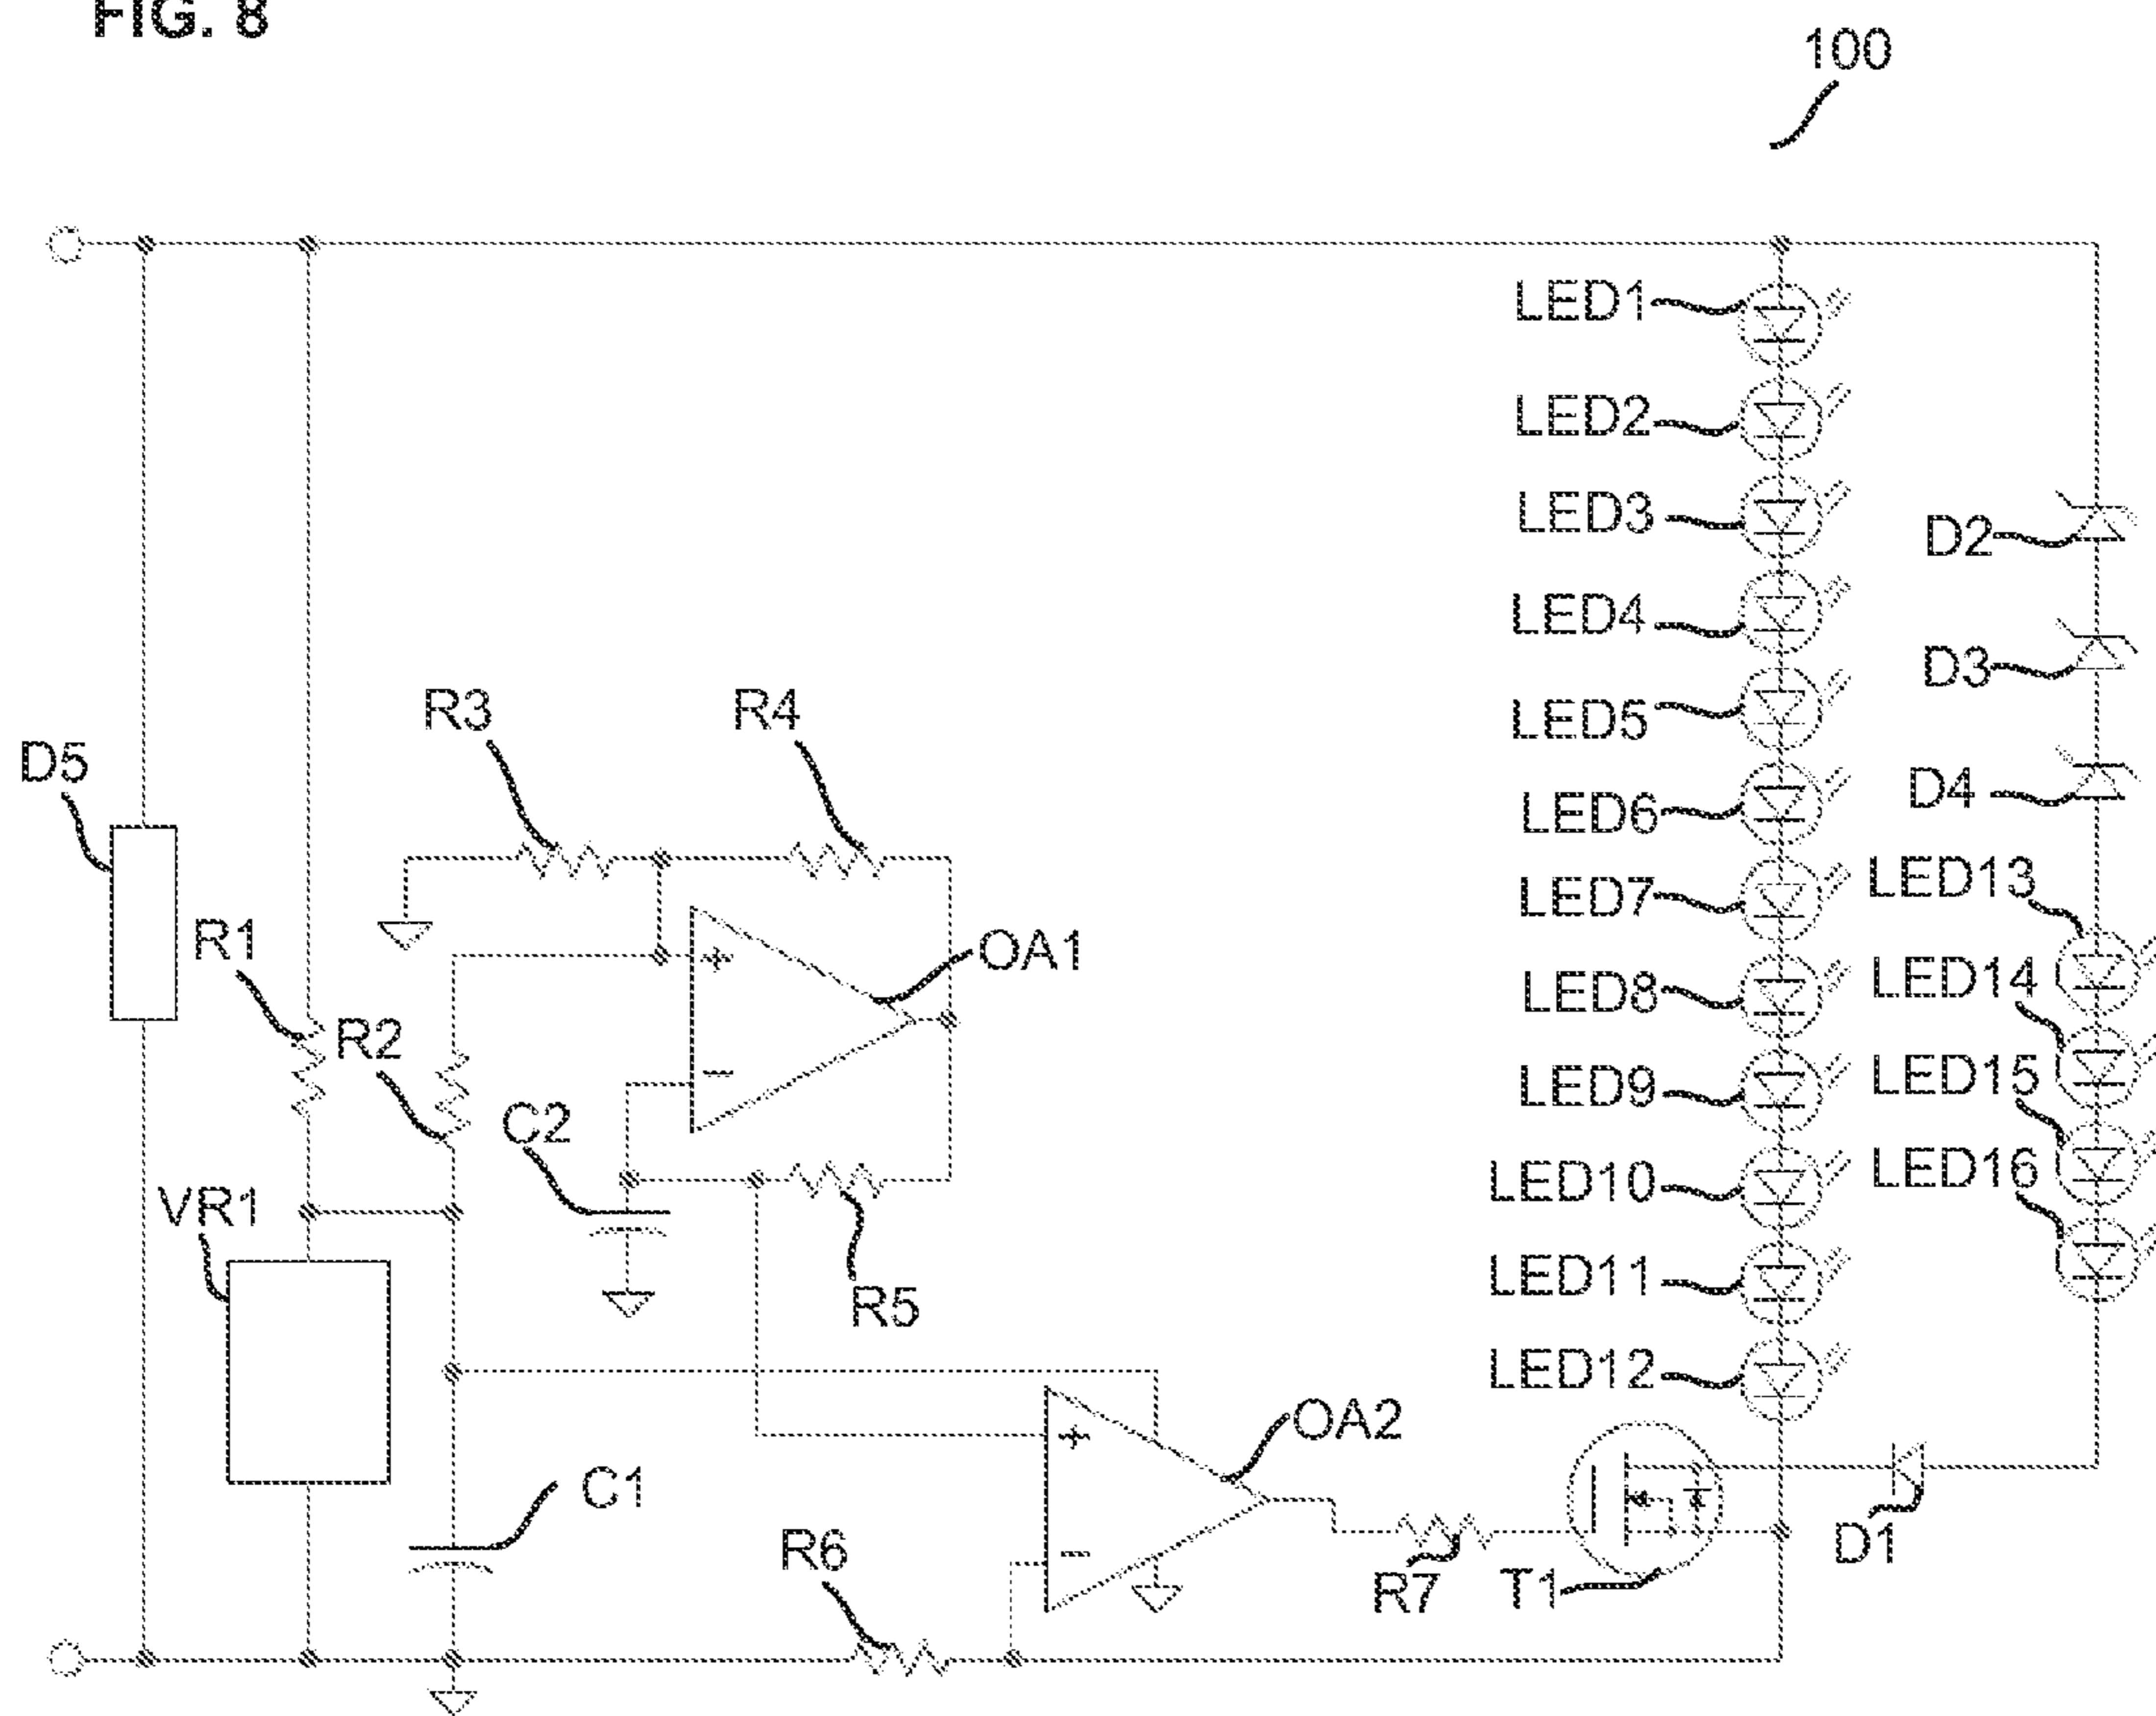 FIG. 8
100
LED1
LED2
LED3
D2
LED4
D3
R3
R4
LED5
D5
D4
LED6
LED7
LED13
R1
OA1
LED8
LED14
R2
LED9
LED15
C2
LED10
LED16
VR1
LED11
R5
LED12
OA2
C1
R6
R7
T1
D1
+
−
+
−